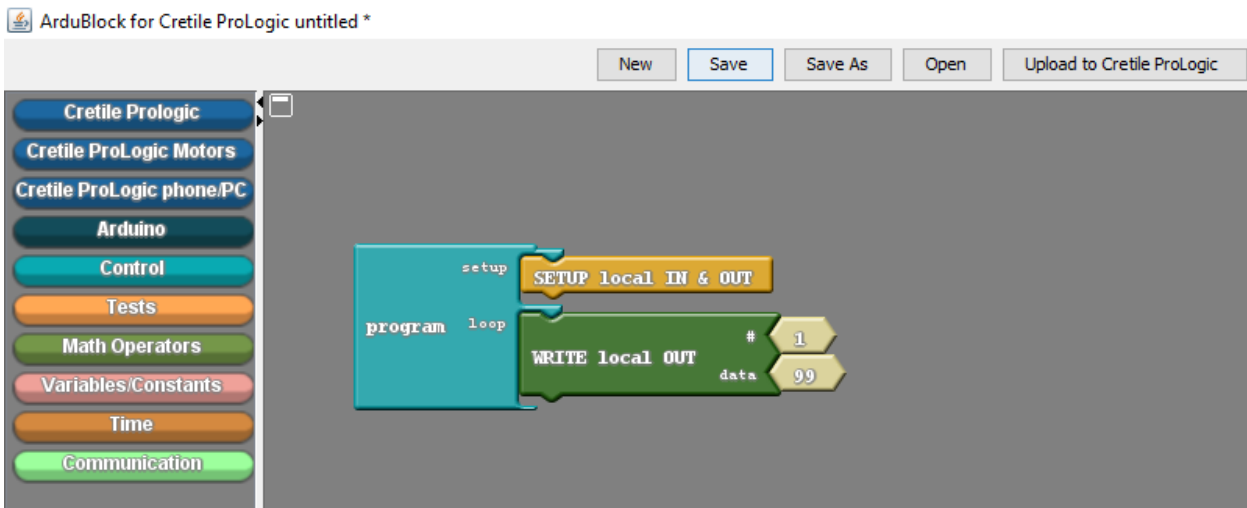 ArduBlock for Cretile ProLogic untitled *
New Save Save As Open Upload to Cretile ProLogic
Cretile Prologic
Cretile ProLogic Motors
Cretile ProLogic phone/PC
Arduino
Control
Tests
Math Operators
Variables/Constants
Time
Communication
setup
SETUP local IN & OUT
program
loop
WRITE local OUT
# 1
data 99